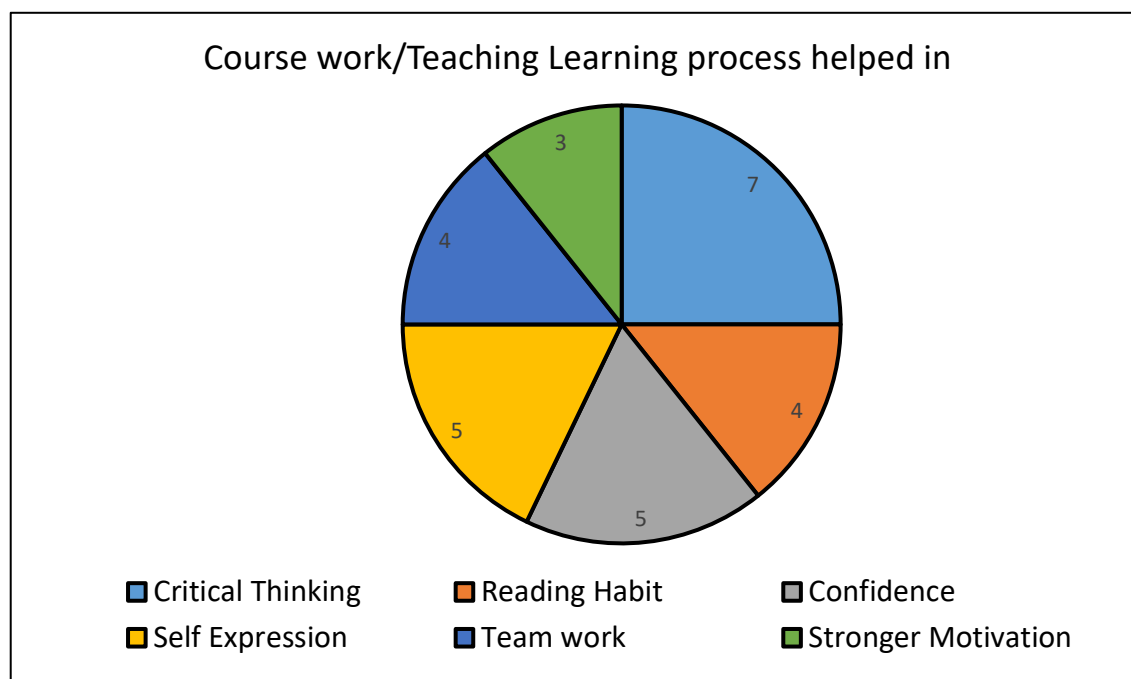 Course work/Teaching Learning process helped in
3
7
4
4
5
5
Critical Thinking
Reading Habit
Confidence
Self Expression
Team work
Stronger Motivation